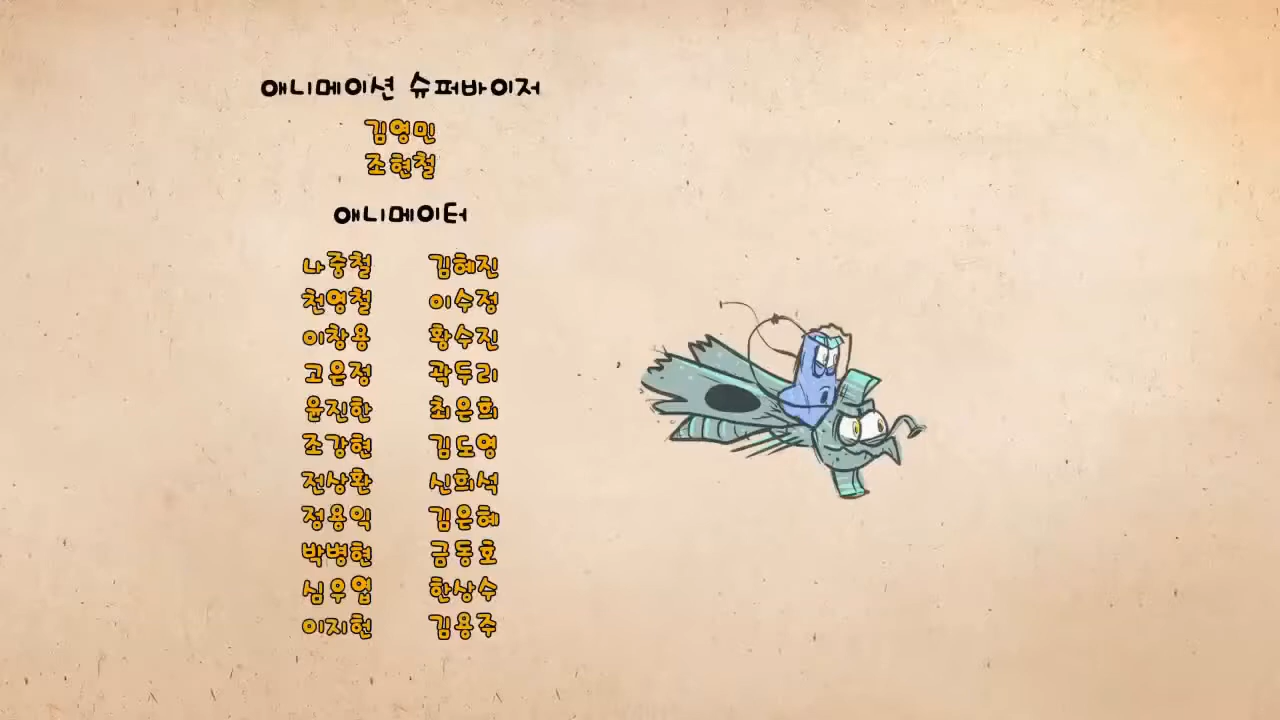 애니메이션 슈퍼바이저
김영민
조현철
애니메이터
나중철 김혜진
천영철 이수정
이창용 황수진
고은정 곽두리
윤진한 최은희
조강현 김도영
전상환 신희석
정용익 김은혜
박병현 금동호
심우엽 한상수
이지헌 김용주